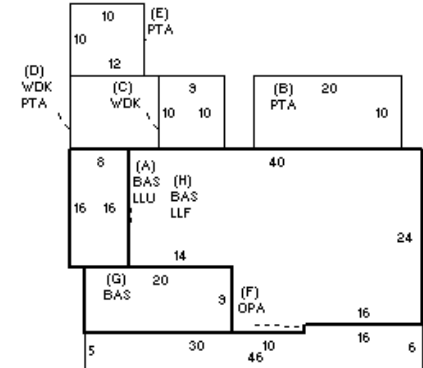 10
(E)
PTA
10
12
(D)
WDK
PTA
(C)
WDK
9
10 10
(B)
PTA
20
10
8
(A)
BAS
LLU
(H)
BAS
LLF
40
16 16
24
14
(G)
BAS
20
9
(F)
OPA
16
5
30
10
16
6
46